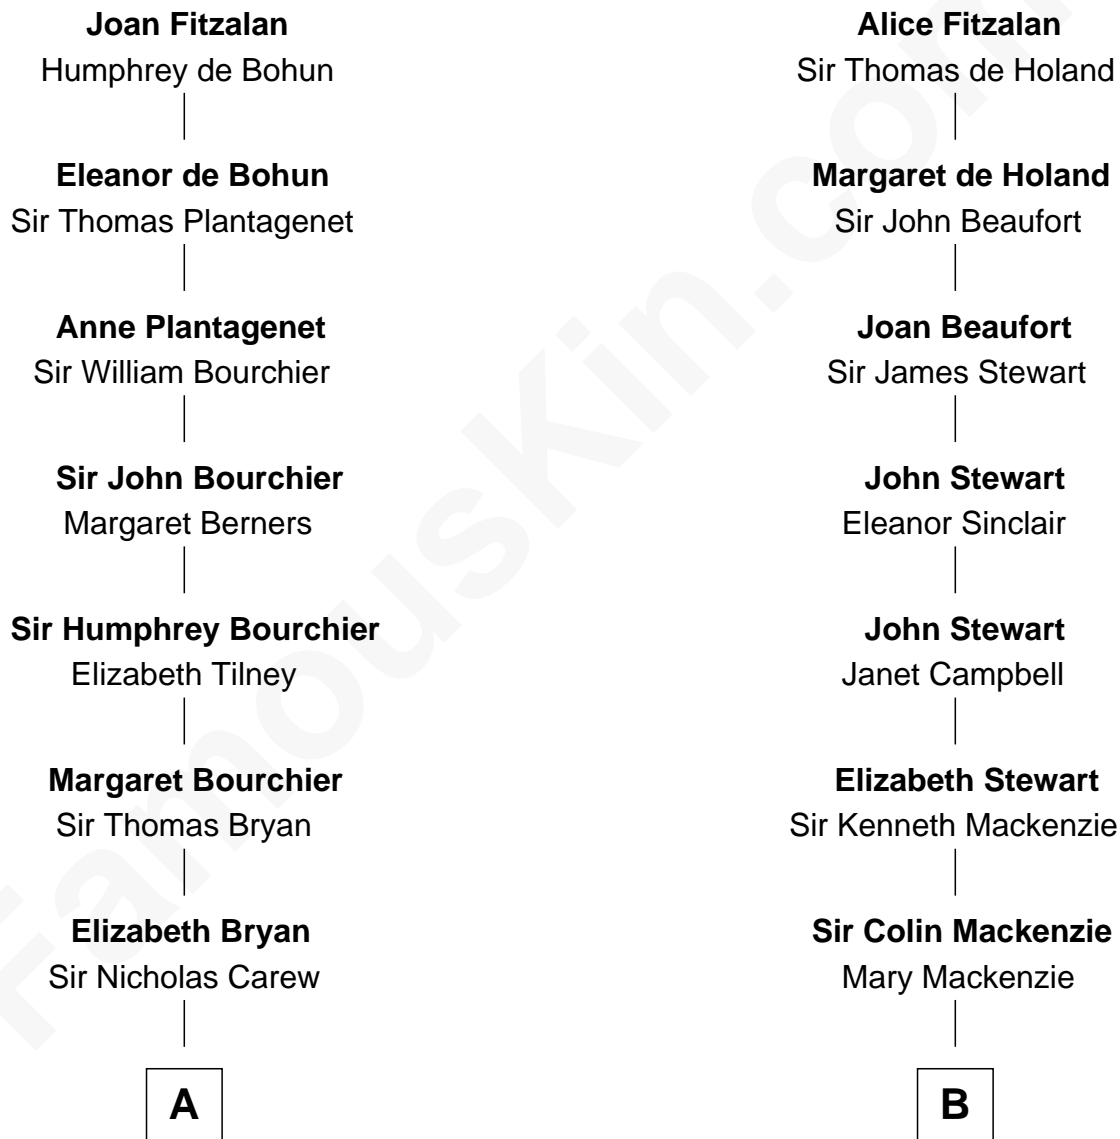 Joan Fitzalan
Humphrey de Bohun
Eleanor de Bohun
Sir Thomas Plantagenet
Anne Plantagenet
Sir William Bourchier
Sir John Bourchier
Margaret Berners
Sir Humphrey Bourchier
Elizabeth Tilney
Margaret Bourchier
Sir Thomas Bryan
Elizabeth Bryan
Sir Nicholas Carew
A
Alice Fitzalan
Sir Thomas de Holand
Margaret de Holand
Sir John Beaufort
Joan Beaufort
Sir James Stewart
John Stewart
Eleanor Sinclair
John Stewart
Janet Campbell
Elizabeth Stewart
Sir Kenneth Mackenzie
Sir Colin Mackenzie
Mary Mackenzie
B
FamousKin.com